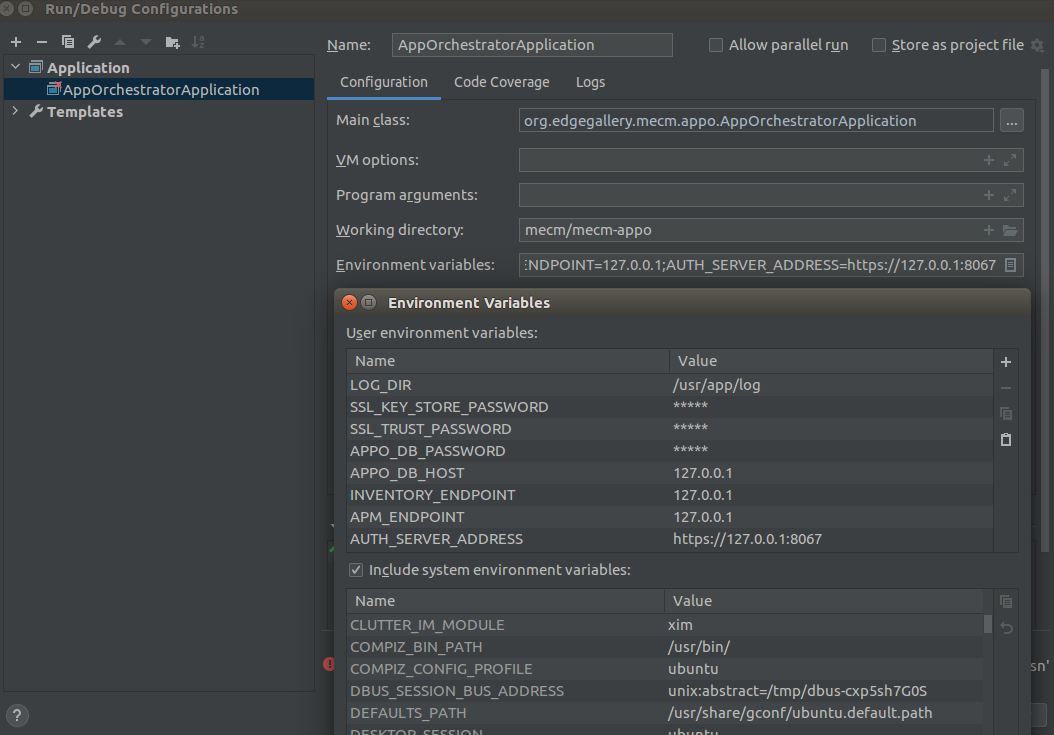 Run/Debug Configurations
Name: AppOrchestratorApplication Allow parallel run Store as project file
Application
AppOrchestratorApplication
Templates
Configuration Code Coverage Logs
Main class: org.edgegallery.mecm.appo.AppOrchestratorApplication ...
VM options:
Program arguments:
Working directory: mecm/mecm-appo
Environment variables: NDPOINT=127.0.0.1;AUTH_SERVER_ADDRESS=https://127.0.0.1:8067
Environment Variables
User environment variables:
Name Value
LOG_DIR /usr/app/log
SSL_KEY_STORE_PASSWORD *****
SSL_TRUST_PASSWORD *****
APPO_DB_PASSWORD *****
APPO_DB_HOST 127.0.0.1
INVENTORY_ENDPOINT 127.0.0.1
APM_ENDPOINT 127.0.0.1
AUTH_SERVER_ADDRESS https://127.0.0.1:8067
Include system environment variables:
Name Value
CLUTTER_IM_MODULE xim
COMPIZ_BIN_PATH /usr/bin/
COMPIZ_CONFIG_PROFILE ubuntu
sn'
DBUS_SESSION_BUS_ADDRESS unix:abstract=/tmp/dbus-cxp5sh7G0S
DEFAULTS_PATH /usr/share/gconf/ubuntu.default.path
DESKTOP_SESSION ubuntu
?